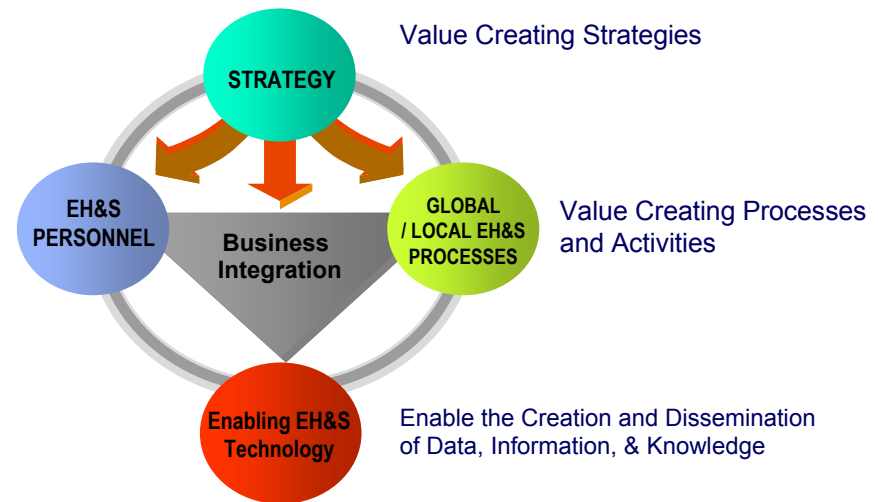 Value Creating Strategies
STRATEGY
EH&S
PERSONNEL
Business
Integration
GLOBAL
/ LOCAL EH&S
PROCESSES
Value Creating Processes
and Activities
Enabling EH&S
Technology
Enable the Creation and Dissemination
of Data, Information, & Knowledge